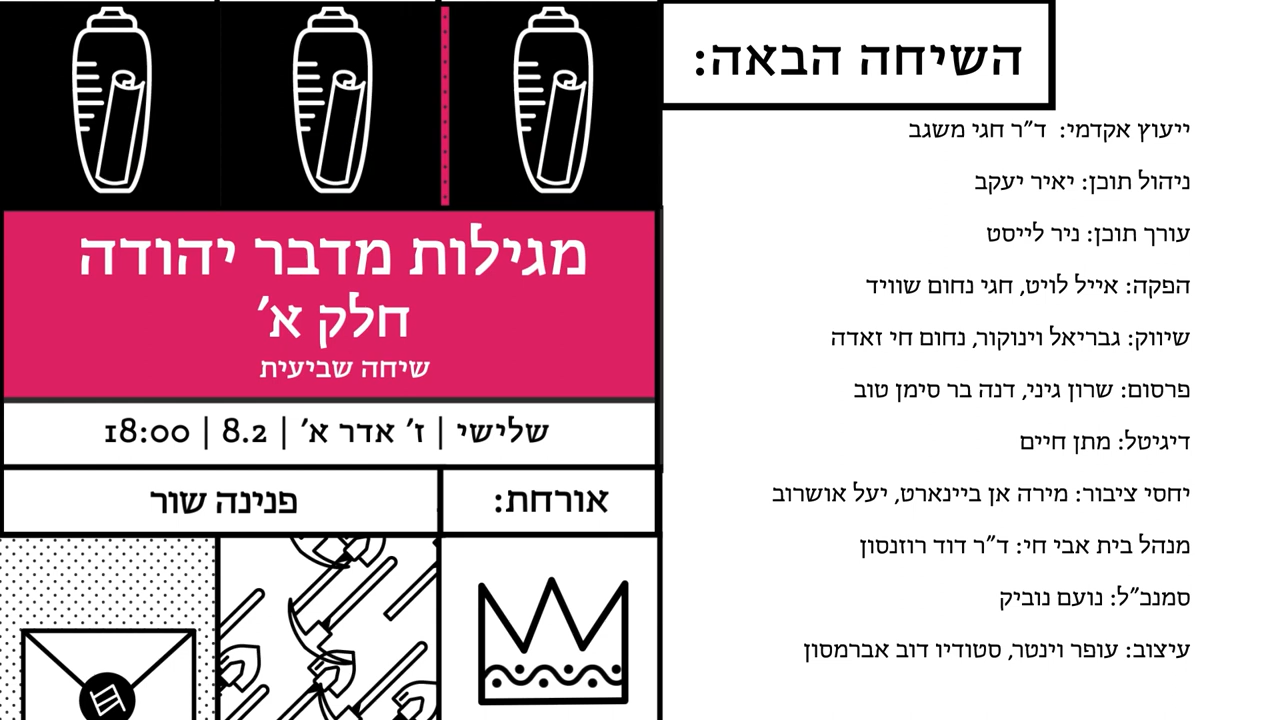 השיחה הבאה:
ייעוץ אקדמי: ד״ר חגי משגב
ניהול תוכן: יאיר יעקב
עורך תוכן: ניר לייסט
הפקה: אייל לויט, חגי נחום שוויד
שיווק: גבריאל וינוקור, נחום חי זאדה
פרסום: שרון גיני, דנה בר סימן טוב
דיגיטל: מתן חיים
יחסי ציבור: מירה אן ביינארט, יעל אושרוב
מנהל בית אבי חי: ד״ר דוד רוזנסון
סמנכ״ל: נועם נוביק
עיצוב: עופר וינטר, סטודיו דוב אברמסון
מגילות מדבר יהודה
חלק א׳
שיחה שביעית
שלישי | ז׳ אדר א׳ | 8.2 | 18:00
אורחת: פנינה שור